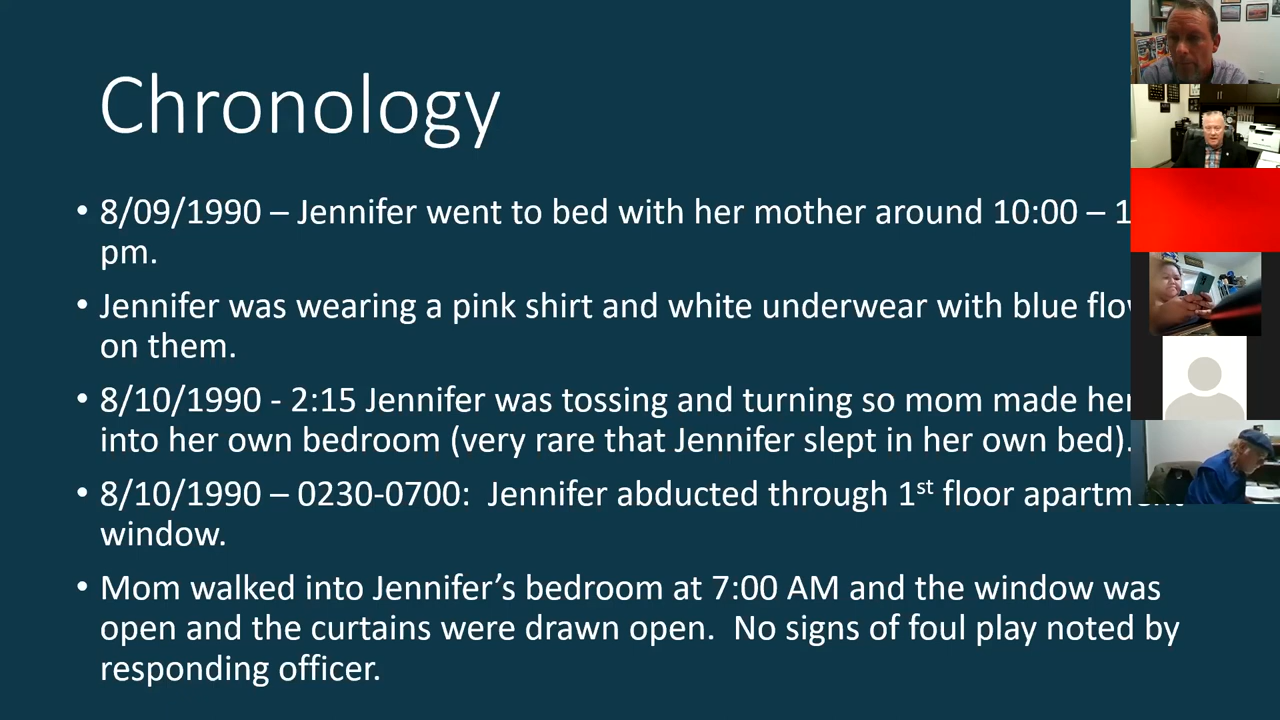 Chronology
• 8/09/1990 – Jennifer went to bed with her mother around 10:00 –
pm.
• Jennifer was wearing a pink shirt and white underwear with blue
on them.
• 8/10/1990 - 2:15 Jennifer was tossing and turning so mom made her
into her own bedroom (very rare that Jennifer slept in her own bed).
• 8/10/1990 – 0230-0700:  Jennifer abducted through 1st floor apartment
window.
• Mom walked into Jennifer’s bedroom at 7:00 AM and the window was
open and the curtains were drawn open.  No signs of foul play noted by
responding officer.